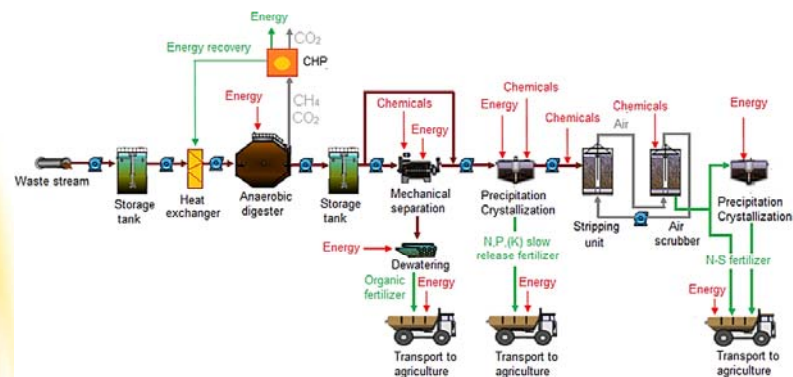 Energy
CO₂
Energy recovery
CHP
Energy
CH₄
CO₂
Chemicals
Energy
Chemicals
Energy
Chemicals
Chemicals
Air
Energy
Waste stream
Storage
tank
Heat
exchanger
Anaerobic
digester
Storage
tank
Mechanical
separation
Precipitation
Crystallization
Stripping
unit
Air
scrubber
Precipitation
Crystallization
Energy
Dewatering
N,P,(K) slow
release fertilizer
N-S fertilizer
Organic
fertilizer
Energy
Energy
Energy
Transport to
agriculture
Transport to
agriculture
Transport to
agriculture